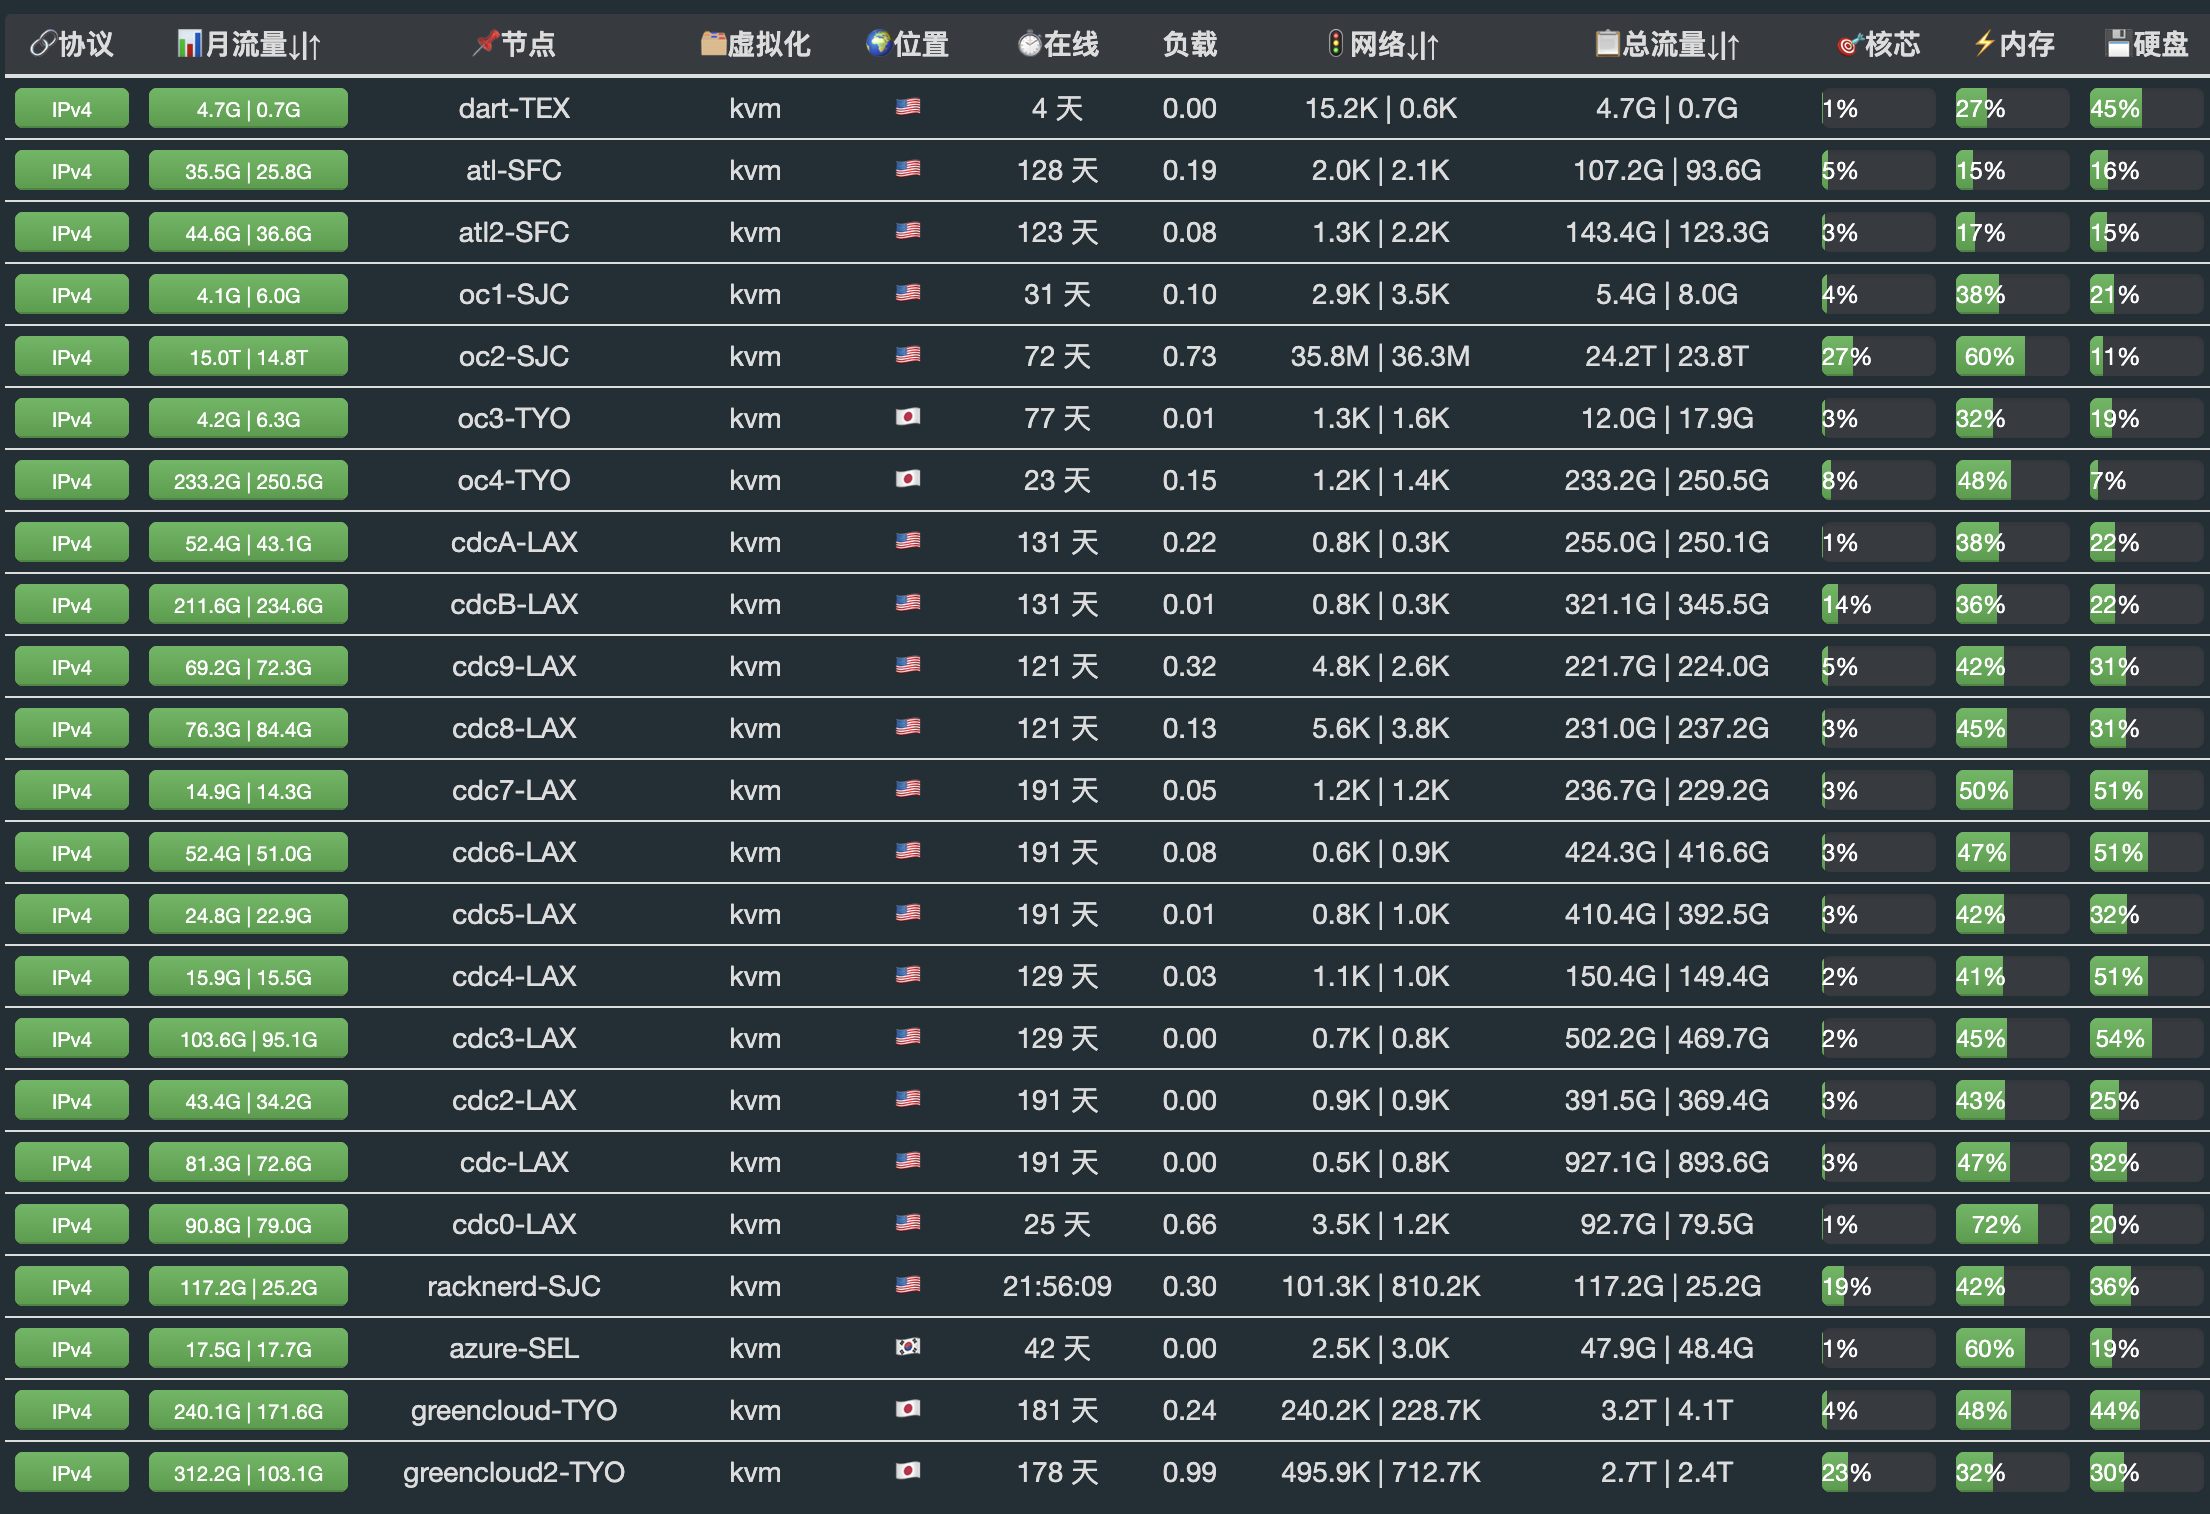 协议 月流量↓|↑ 节点 虚拟化 位置 在线 负载 网络↓|↑ 总流量↓|↑ 核芯 内存 硬盘
IPv4 4.7G | 0.7G dart-TEX kvm 4 天 0.00 15.2K | 0.6K 4.7G | 0.7G 1% 27% 45%
IPv4 35.5G | 25.8G atl-SFC kvm 128 天 0.19 2.0K | 2.1K 107.2G | 93.6G 5% 15% 16%
IPv4 44.6G | 36.6G atl2-SFC kvm 123 天 0.08 1.3K | 2.2K 143.4G | 123.3G 3% 17% 15%
IPv4 4.1G | 6.0G oc1-SJC kvm 31 天 0.10 2.9K | 3.5K 5.4G | 8.0G 4% 38% 21%
IPv4 15.0T | 14.8T oc2-SJC kvm 72 天 0.73 35.8M | 36.3M 24.2T | 23.8T 27% 60% 11%
IPv4 4.2G | 6.3G oc3-TYO kvm 77 天 0.01 1.3K | 1.6K 12.0G | 17.9G 3% 32% 19%
IPv4 233.2G | 250.5G oc4-TYO kvm 23 天 0.15 1.2K | 1.4K 233.2G | 250.5G 8% 48% 7%
IPv4 52.4G | 43.1G cdcA-LAX kvm 131 天 0.22 0.8K | 0.3K 255.0G | 250.1G 1% 38% 22%
IPv4 211.6G | 234.6G cdcB-LAX kvm 131 天 0.01 0.8K | 0.3K 321.1G | 345.5G 14% 36% 22%
IPv4 69.2G | 72.3G cdc9-LAX kvm 121 天 0.32 4.8K | 2.6K 221.7G | 224.0G 5% 42% 31%
IPv4 76.3G | 84.4G cdc8-LAX kvm 121 天 0.13 5.6K | 3.8K 231.0G | 237.2G 3% 45% 31%
IPv4 14.9G | 14.3G cdc7-LAX kvm 191 天 0.05 1.2K | 1.2K 236.7G | 229.2G 3% 50% 51%
IPv4 52.4G | 51.0G cdc6-LAX kvm 191 天 0.08 0.6K | 0.9K 424.3G | 416.6G 3% 47% 51%
IPv4 24.8G | 22.9G cdc5-LAX kvm 191 天 0.01 0.8K | 1.0K 410.4G | 392.5G 3% 42% 32%
IPv4 15.9G | 15.5G cdc4-LAX kvm 129 天 0.03 1.1K | 1.0K 150.4G | 149.4G 2% 41% 51%
IPv4 103.6G | 95.1G cdc3-LAX kvm 129 天 0.00 0.7K | 0.8K 502.2G | 469.7G 2% 45% 54%
IPv4 43.4G | 34.2G cdc2-LAX kvm 191 天 0.00 0.9K | 0.9K 391.5G | 369.4G 3% 43% 25%
IPv4 81.3G | 72.6G cdc-LAX kvm 191 天 0.00 0.5K | 0.8K 927.1G | 893.6G 3% 47% 32%
IPv4 90.8G | 79.0G cdc0-LAX kvm 25 天 0.66 3.5K | 1.2K 92.7G | 79.5G 1% 72% 20%
IPv4 117.2G | 25.2G racknerd-SJC kvm 21:56:09 0.30 101.3K | 810.2K 117.2G | 25.2G 19% 42% 36%
IPv4 17.5G | 17.7G azure-SEL kvm 42 天 0.00 2.5K | 3.0K 47.9G | 48.4G 1% 60% 19%
IPv4 240.1G | 171.6G greencloud-TYO kvm 181 天 0.24 240.2K | 228.7K 3.2T | 4.1T 4% 48% 44%
IPv4 312.2G | 103.1G greencloud2-TYO kvm 178 天 0.99 495.9K | 712.7K 2.7T | 2.4T 23% 32% 30%